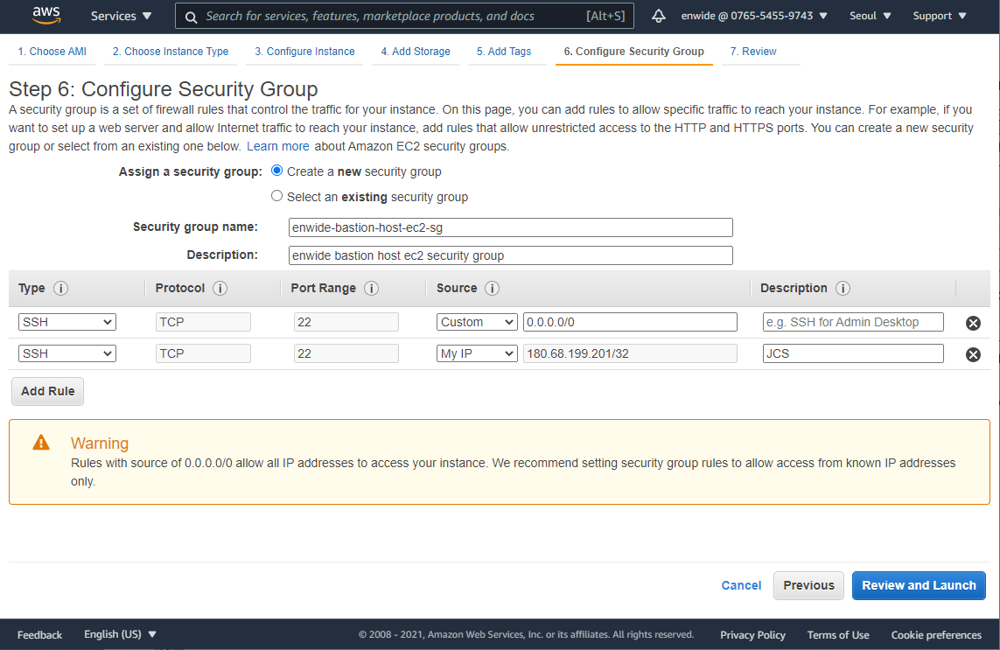 aws Services Search for services, features, marketplace products, and docs [Alt+S] enwide @ 0765-5455-9743 Seoul Support
1. Choose AMI 2. Choose Instance Type 3. Configure Instance 4. Add Storage 5. Add Tags 6. Configure Security Group 7. Review
Step 6: Configure Security Group
A security group is a set of firewall rules that control the traffic for your instance. On this page, you can add rules to allow specific traffic to reach your instance. For example, if you
want to set up a web server and allow Internet traffic to reach your instance, add rules that allow unrestricted access to the HTTP and HTTPS ports. You can create a new security
group or select from an existing one below. Learn more about Amazon EC2 security groups.
Assign a security group: Create a new security group
Select an existing security group
Security group name: enwide-bastion-host-ec2-sg
Description: enwide bastion host ec2 security group
Type i Protocol i Port Range i Source i Description i
SSH TCP 22 Custom 0.0.0.0/0 e.g. SSH for Admin Desktop
SSH TCP 22 My IP 180.68.199.201/32 JCS
Add Rule
Warning
Rules with source of 0.0.0.0/0 allow all IP addresses to access your instance. We recommend setting security group rules to allow access from known IP addresses
only.
Cancel Previous Review and Launch
Feedback English (US) © 2008 - 2021, Amazon Web Services, Inc. or its affiliates. All rights reserved. Privacy Policy Terms of Use Cookie preferences